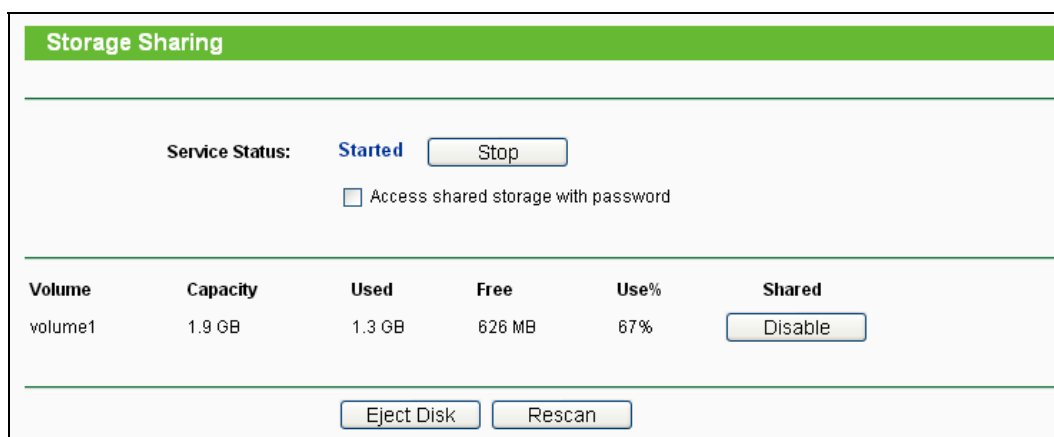 Storage Sharing
Service Status: Started Stop
Access shared storage with password
Volume Capacity Used Free Use% Shared
volume1 1.9 GB 1.3 GB 626 MB 67% Disable
Eject Disk Rescan